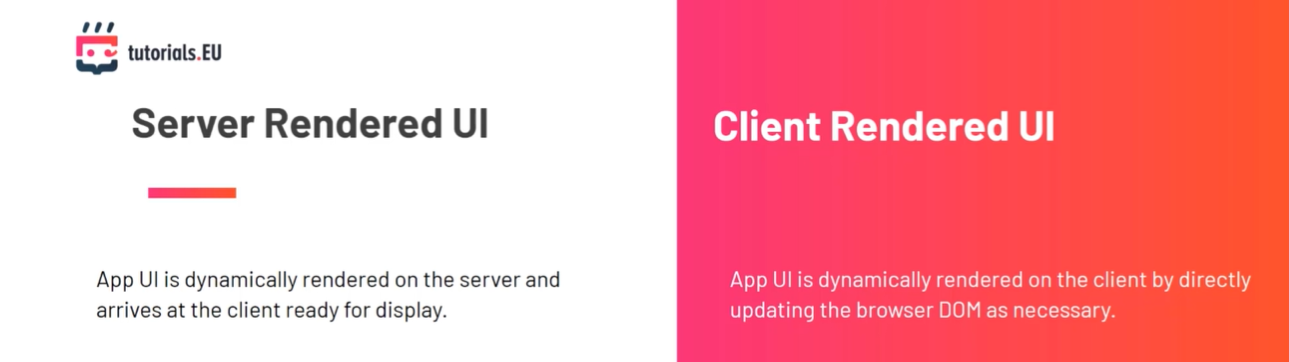 tutorials.EU
Server Rendered UI
App UI is dynamically rendered on the server and
arrives at the client ready for display.
Client Rendered UI
App UI is dynamically rendered on the client by directly
updating the browser DOM as necessary.